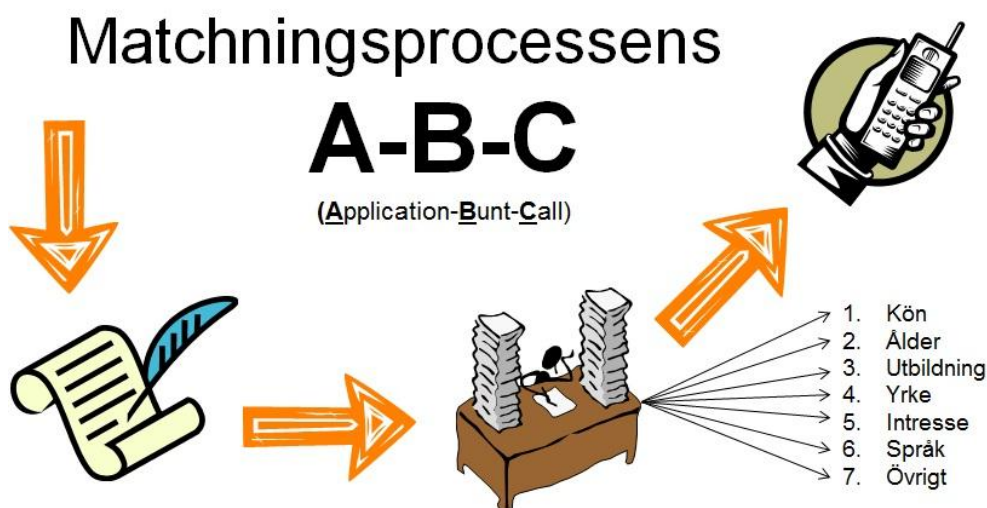 Matchningsprocessens
A-B-C
(Application-Bunt-Call)
1. Kön
2. Ålder
3. Utbildning
4. Yrke
5. Intresse
6. Språk
7. Övrigt